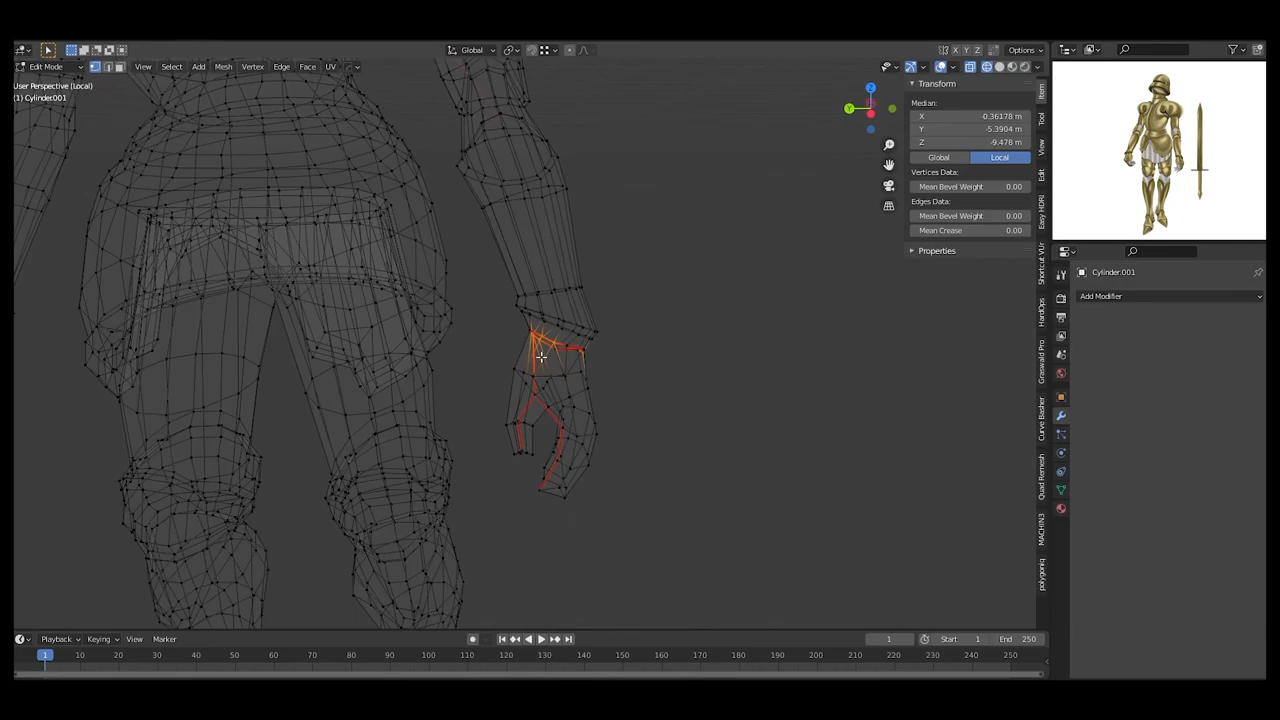 Global
X Y Z
Options
Edit Mode
View Select Add Mesh Vertex Edge Face UV
User Perspective (Local)
(1) Cylinder.001
Z
Y
Transform
Median:
X -0.36178 m
Y -5.3904 m
Z -9.478 m
Global Local
Vertices Data:
Mean Bevel Weight 0.00
Edges Data:
Mean Bevel Weight 0.00
Mean Crease 0.00
Properties
Item
Tool
View
Edit
Easy HDRI
Shortcut VUr
HardOps
Graswald Pro
Curve Basher
Quad Remesh
MACHIN3
polygoniq
Cylinder.001
Add Modifier
Playback Keying View Marker
1 Start 1 End 250
1 10 20 30 40 50 60 70 80 90 100 110 120 130 140 150 160 170 180 190 200 210 220 230 240 250